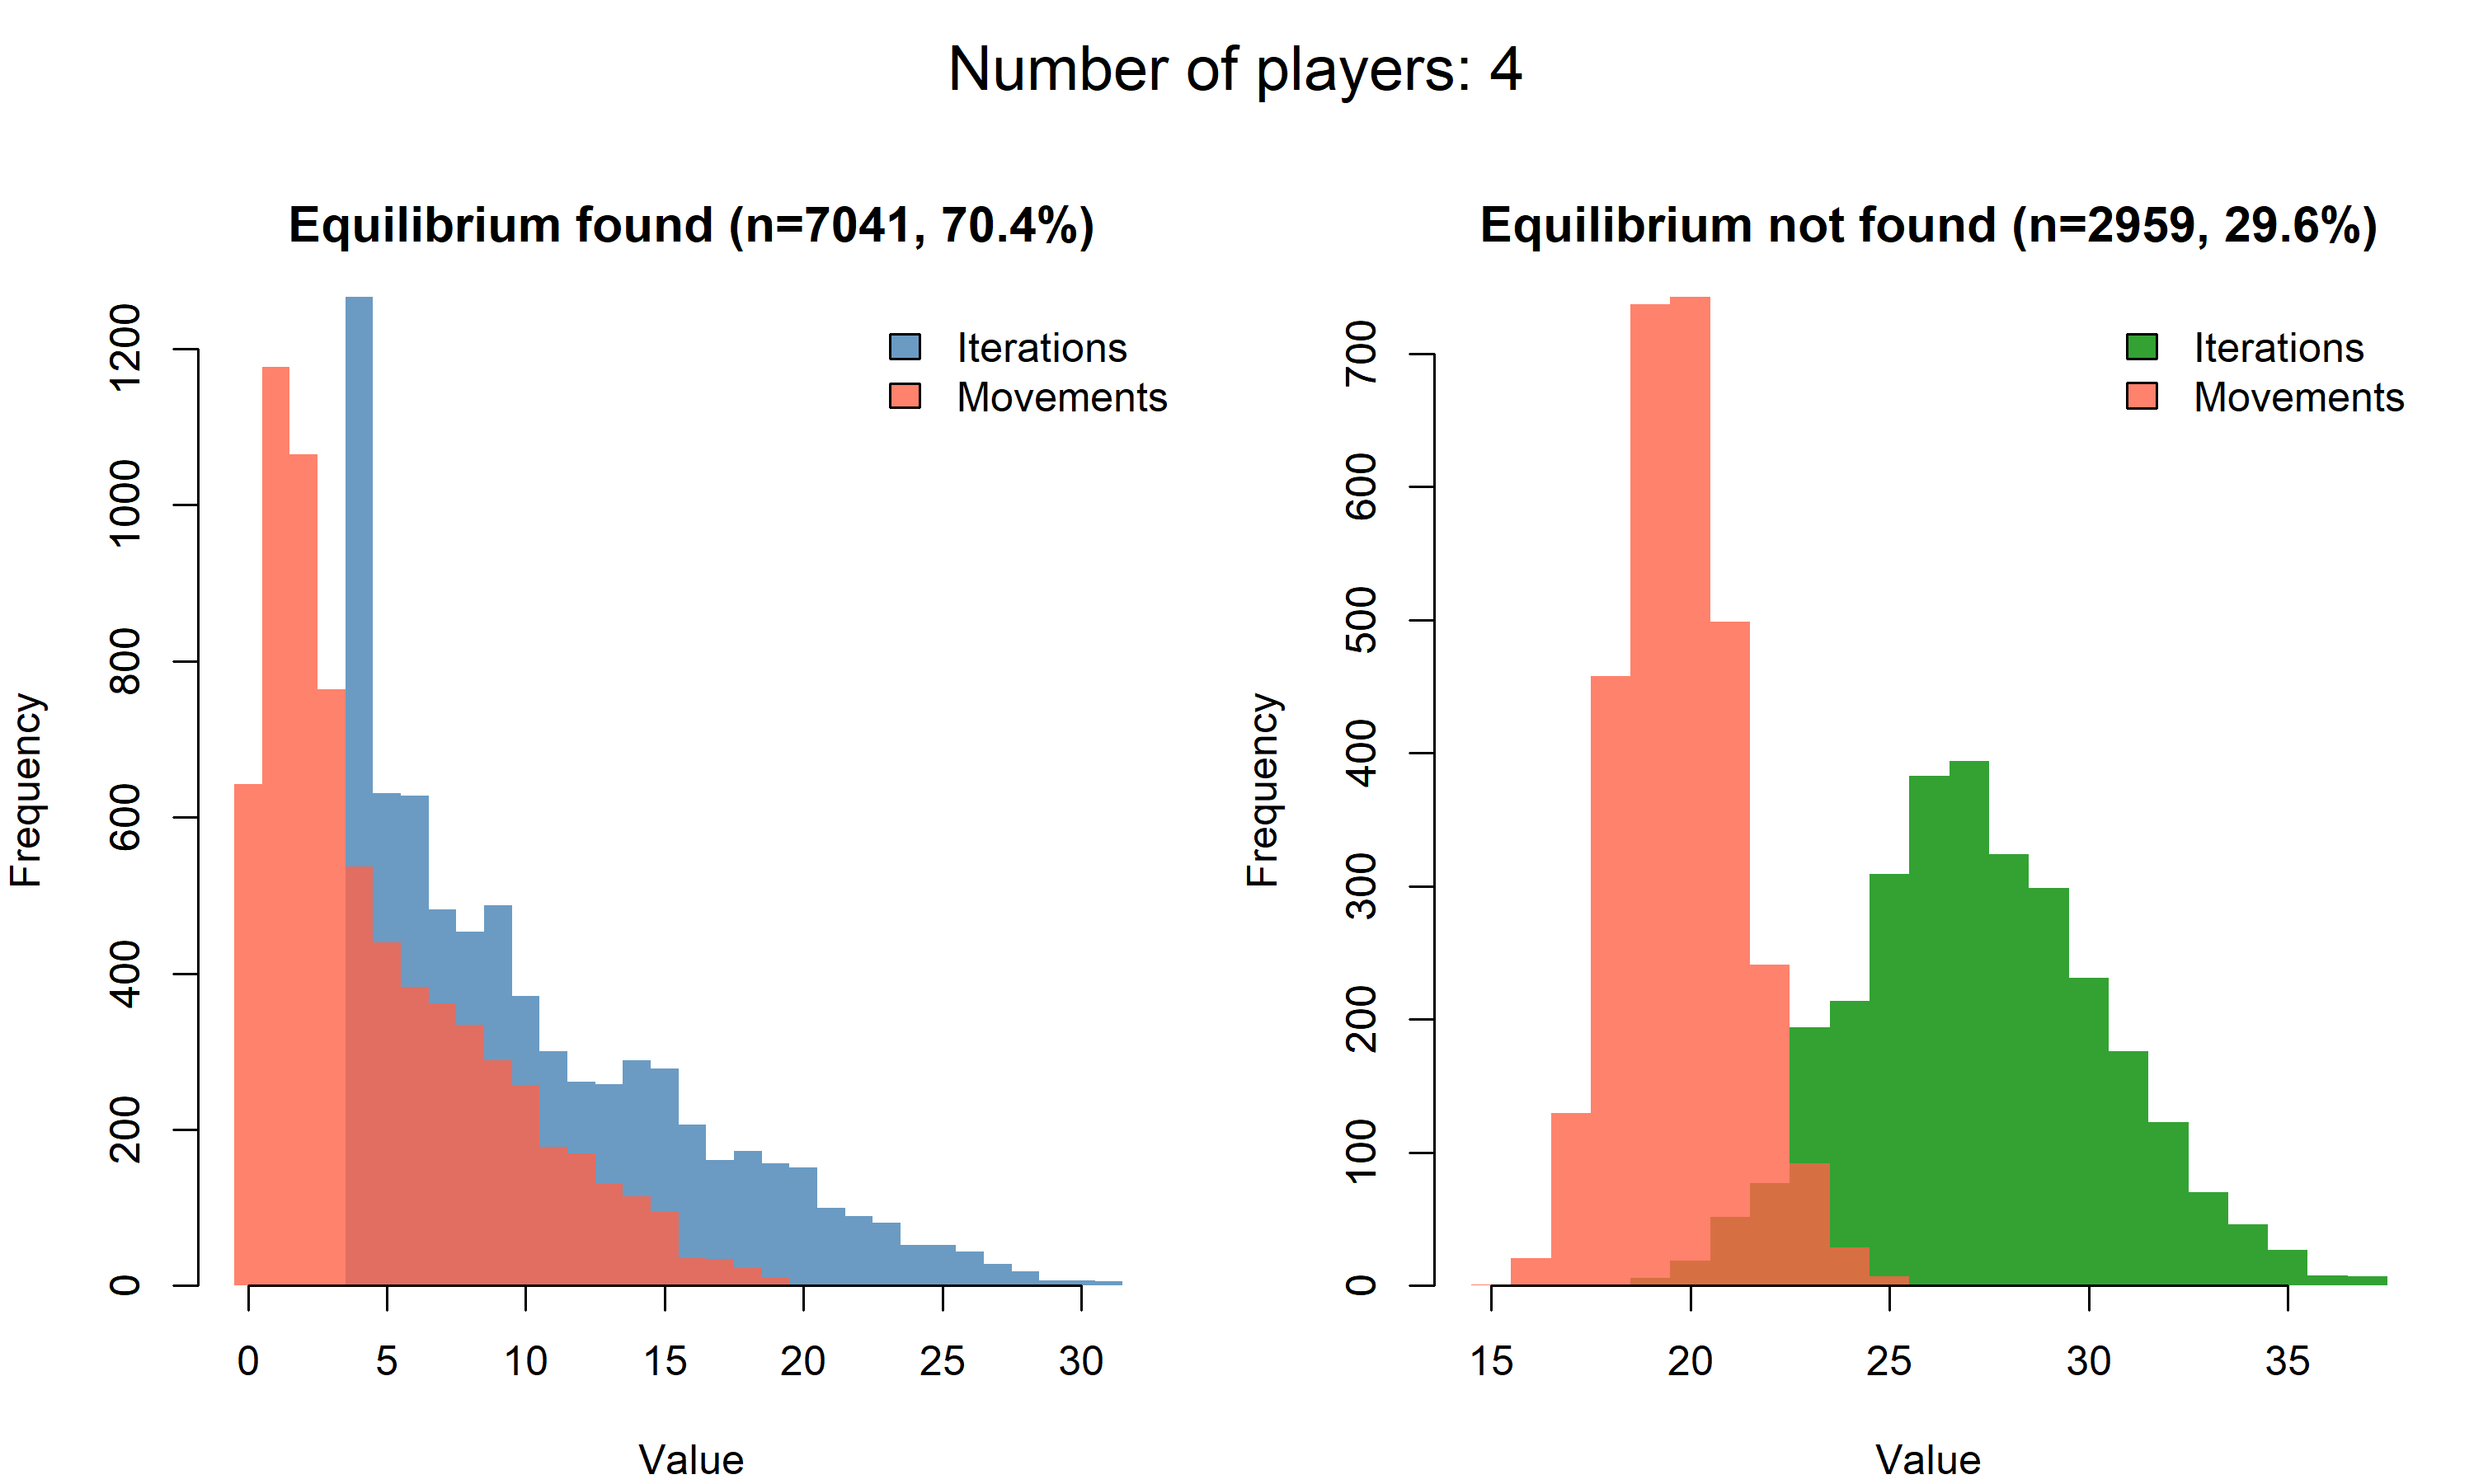 Number of players: 4
Equilibrium found (n=7041, 70.4%)
Iterations
Movements
Frequency
0
200
400
600
800
1000
1200
0 5 10 15 20 25 30
Value
Equilibrium not found (n=2959, 29.6%)
Iterations
Movements
Frequency
0
100
200
300
400
500
600
700
15 20 25 30 35
Value